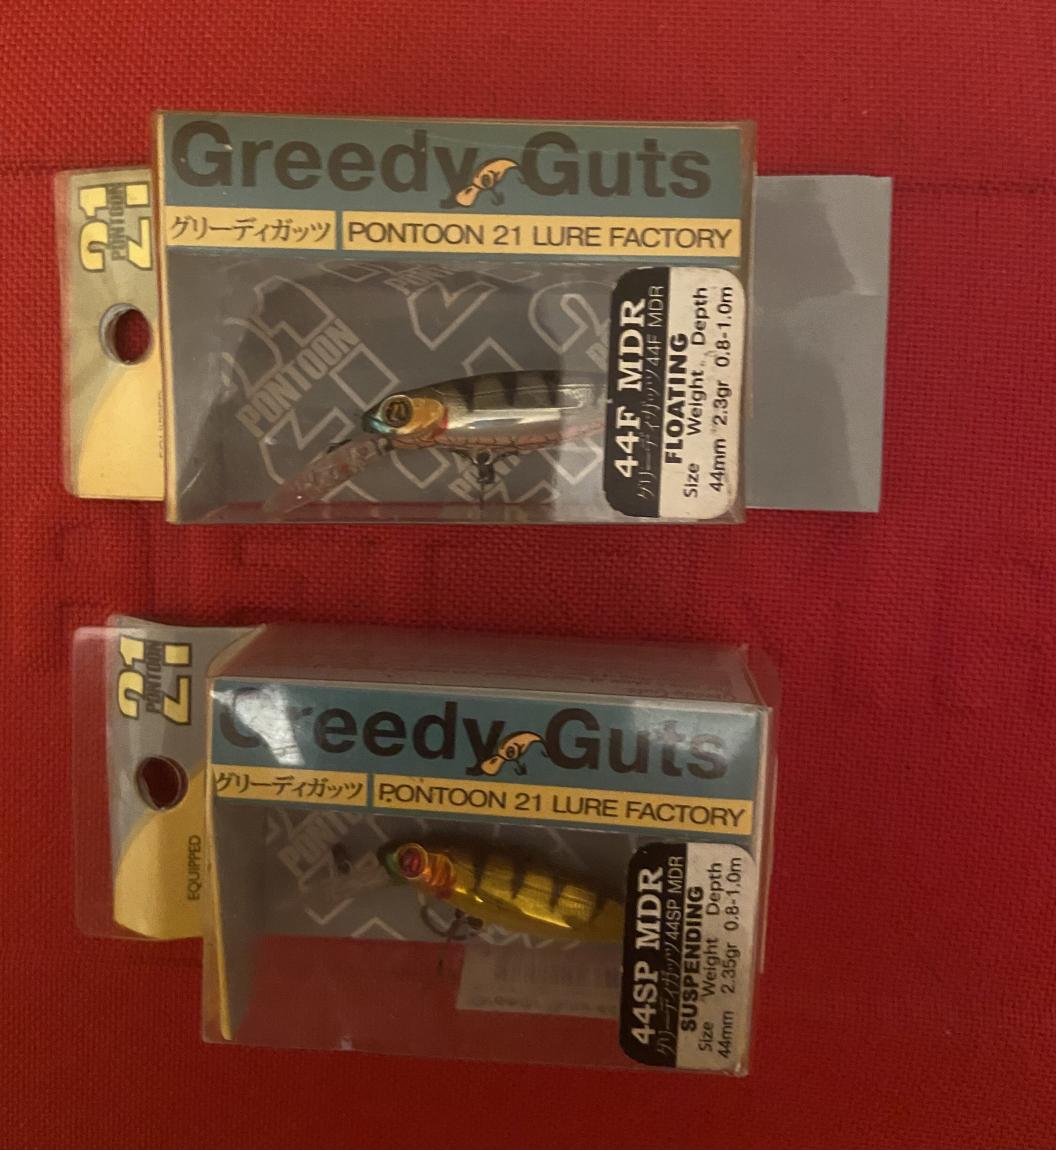 Greedy Guts
グリーディガッツ
PONTOON 21 LURE FACTORY
21
PONTOON
EQUIPPED
PONTOON
44F MDR
グリーディガッツ 44F MDR
FLOATING
Size Weight Depth
44mm 2.3gr 0.8-1.0m
Greedy Guts
グリーディガッツ
PONTOON 21 LURE FACTORY
21
PONTOON
EQUIPPED
44SP MDR
グリーディガッツ 44SP MDR
SUSPENDING
Size Weight Depth
44mm 2.35gr 0.8-1.0m